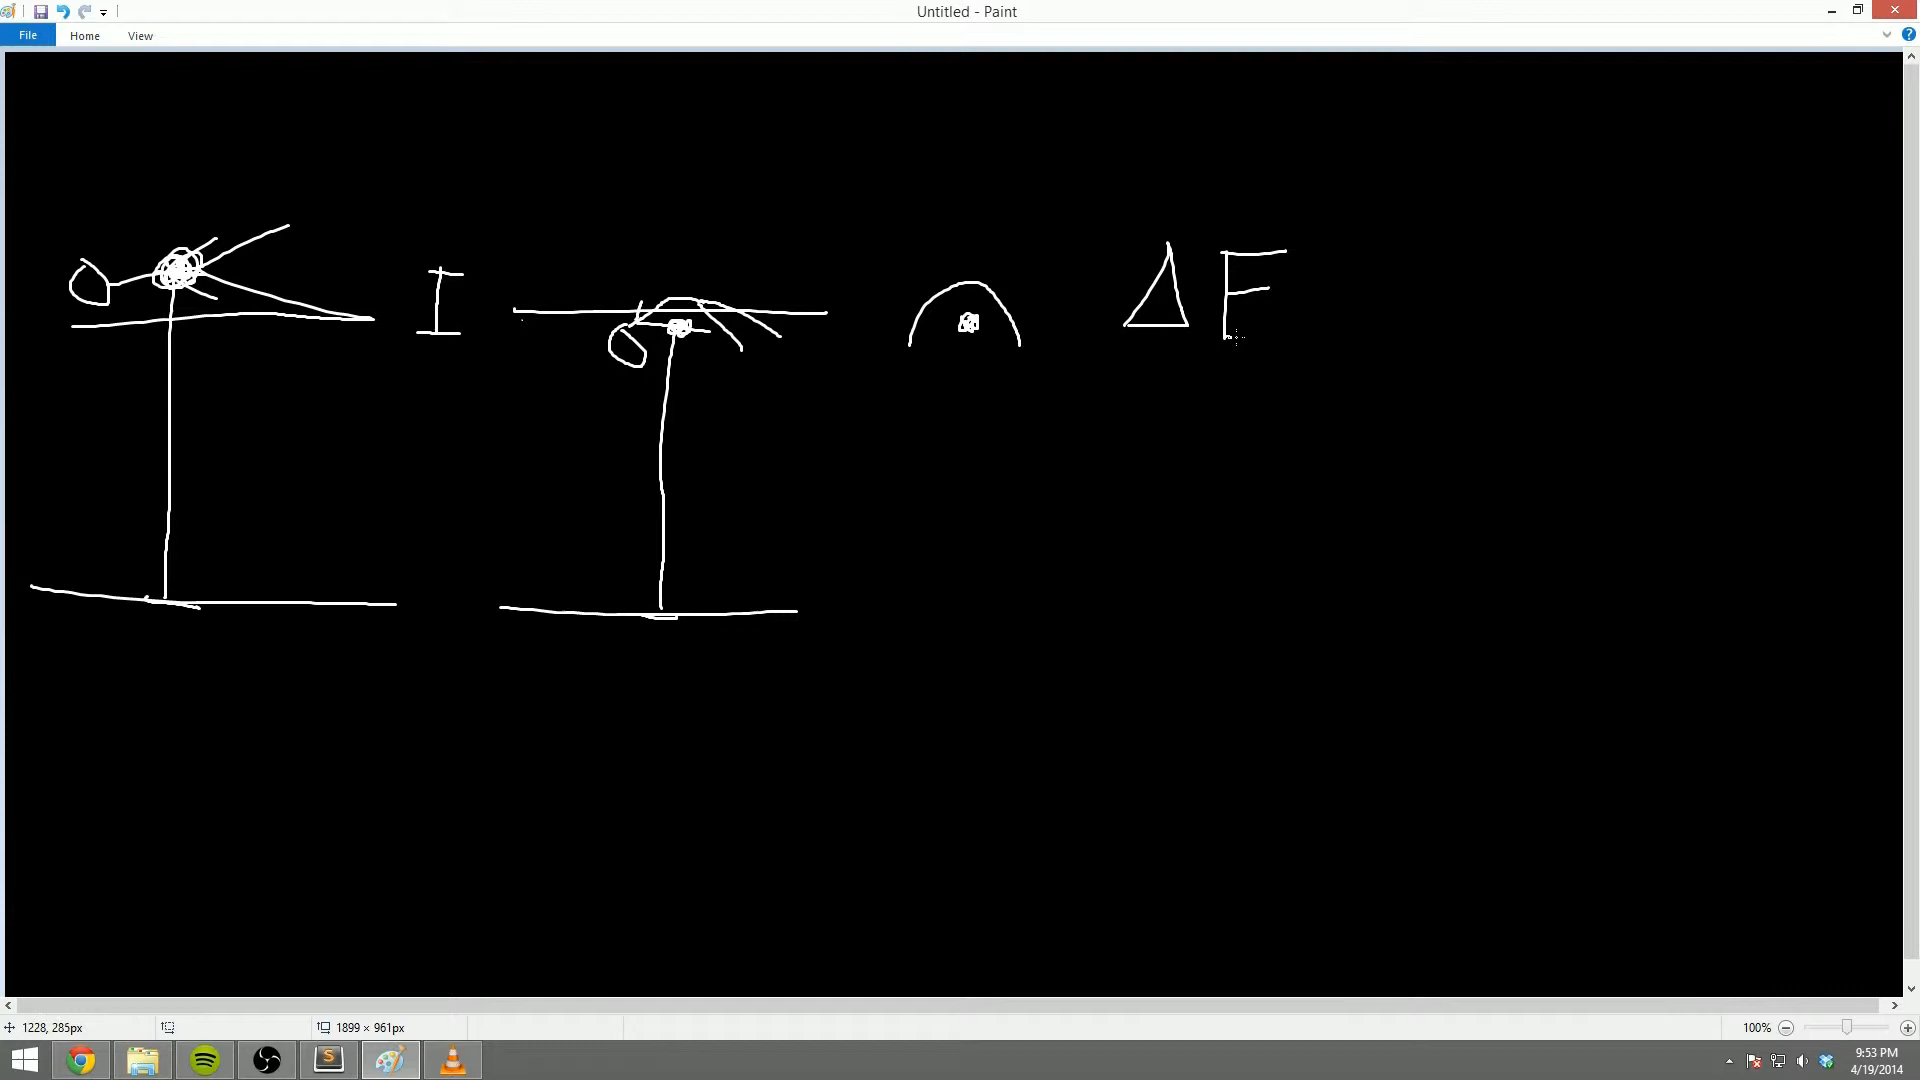 Untitled - Paint
File Home View
I
Δ F
1228, 285px
1899 × 961px
100%
S
9:53 PM
4/19/2014